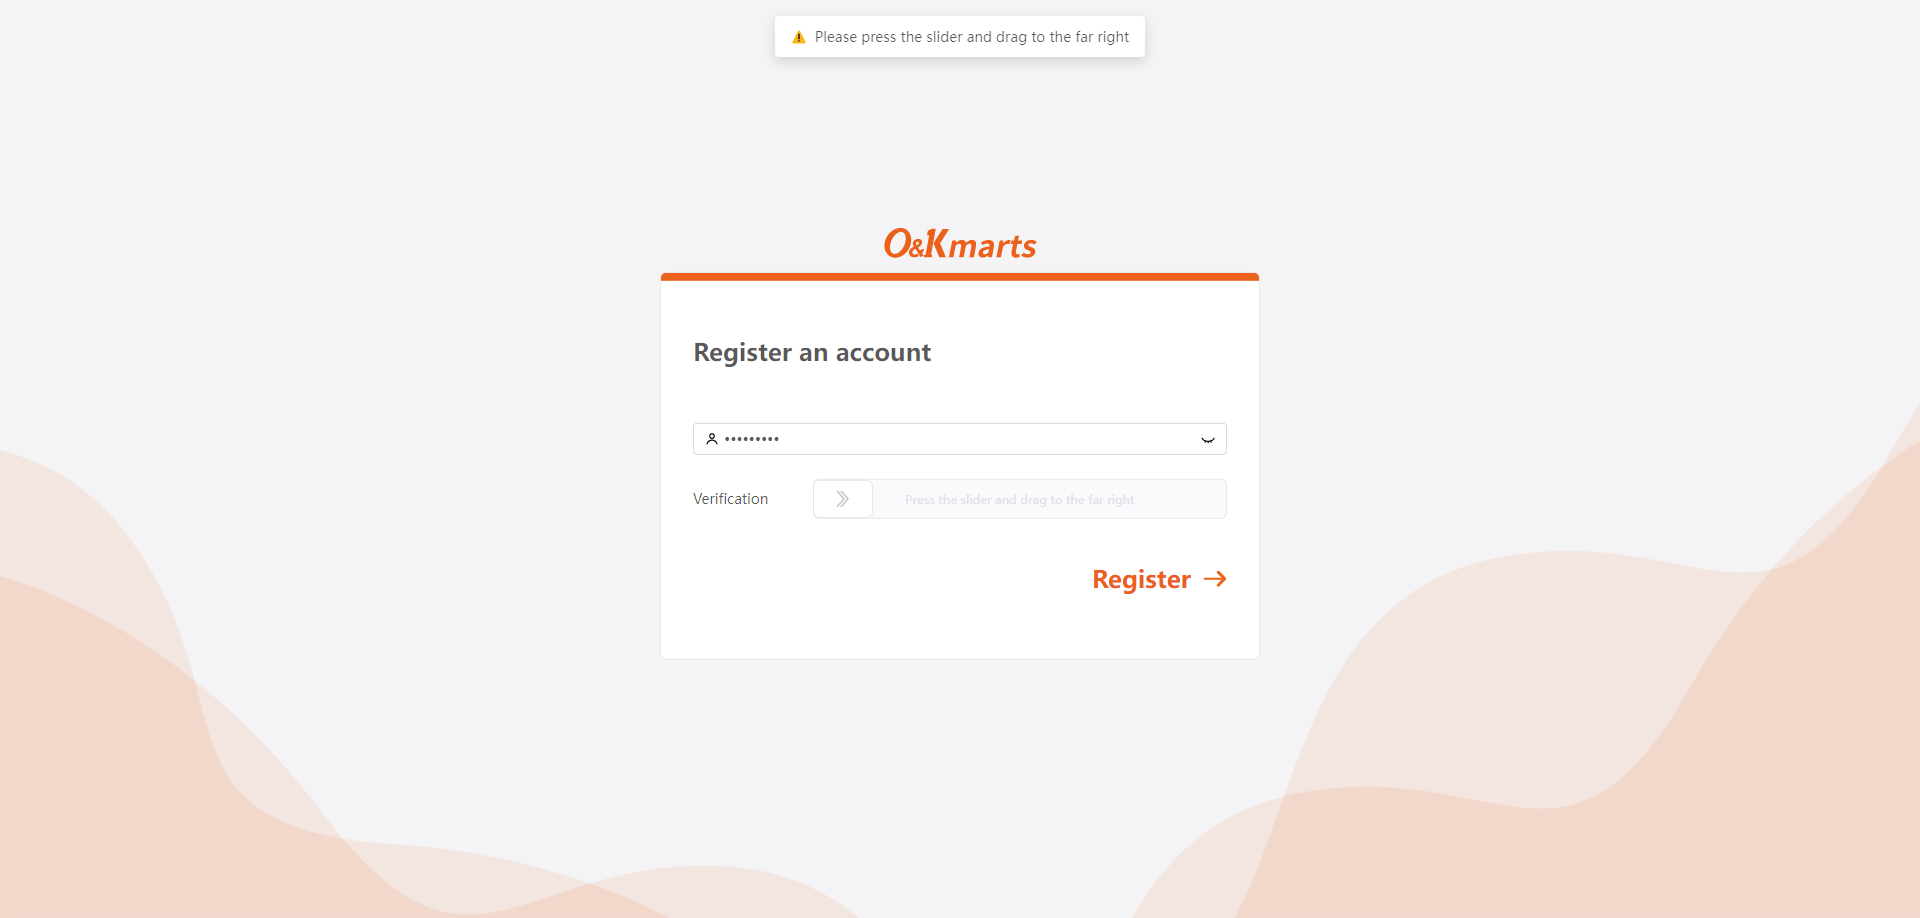 Please press the slider and drag to the far right
O&Kmarts
Register an account
•••••••••
Verification
Press the slider and drag to the far right
Register